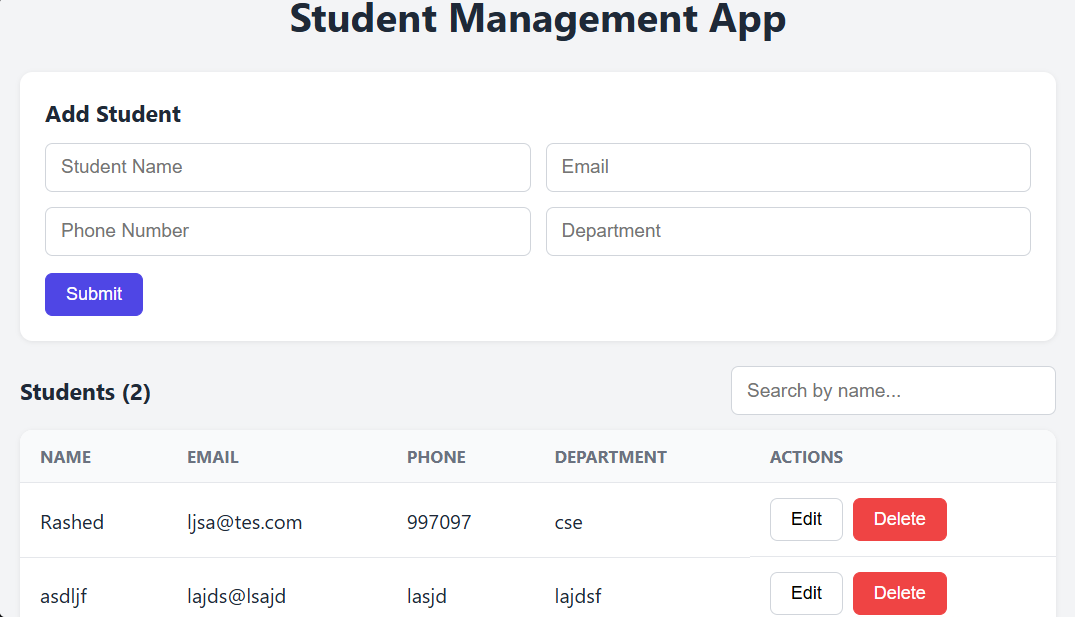 Student Management App
Add Student
Student Name Email
Phone Number Department
Submit
Students (2) Search by name...
NAME EMAIL PHONE DEPARTMENT ACTIONS
Rashed ljsa@tes.com 997097 cse Edit Delete
asdljf lajds@lsajd lasjd lajdsf Edit Delete